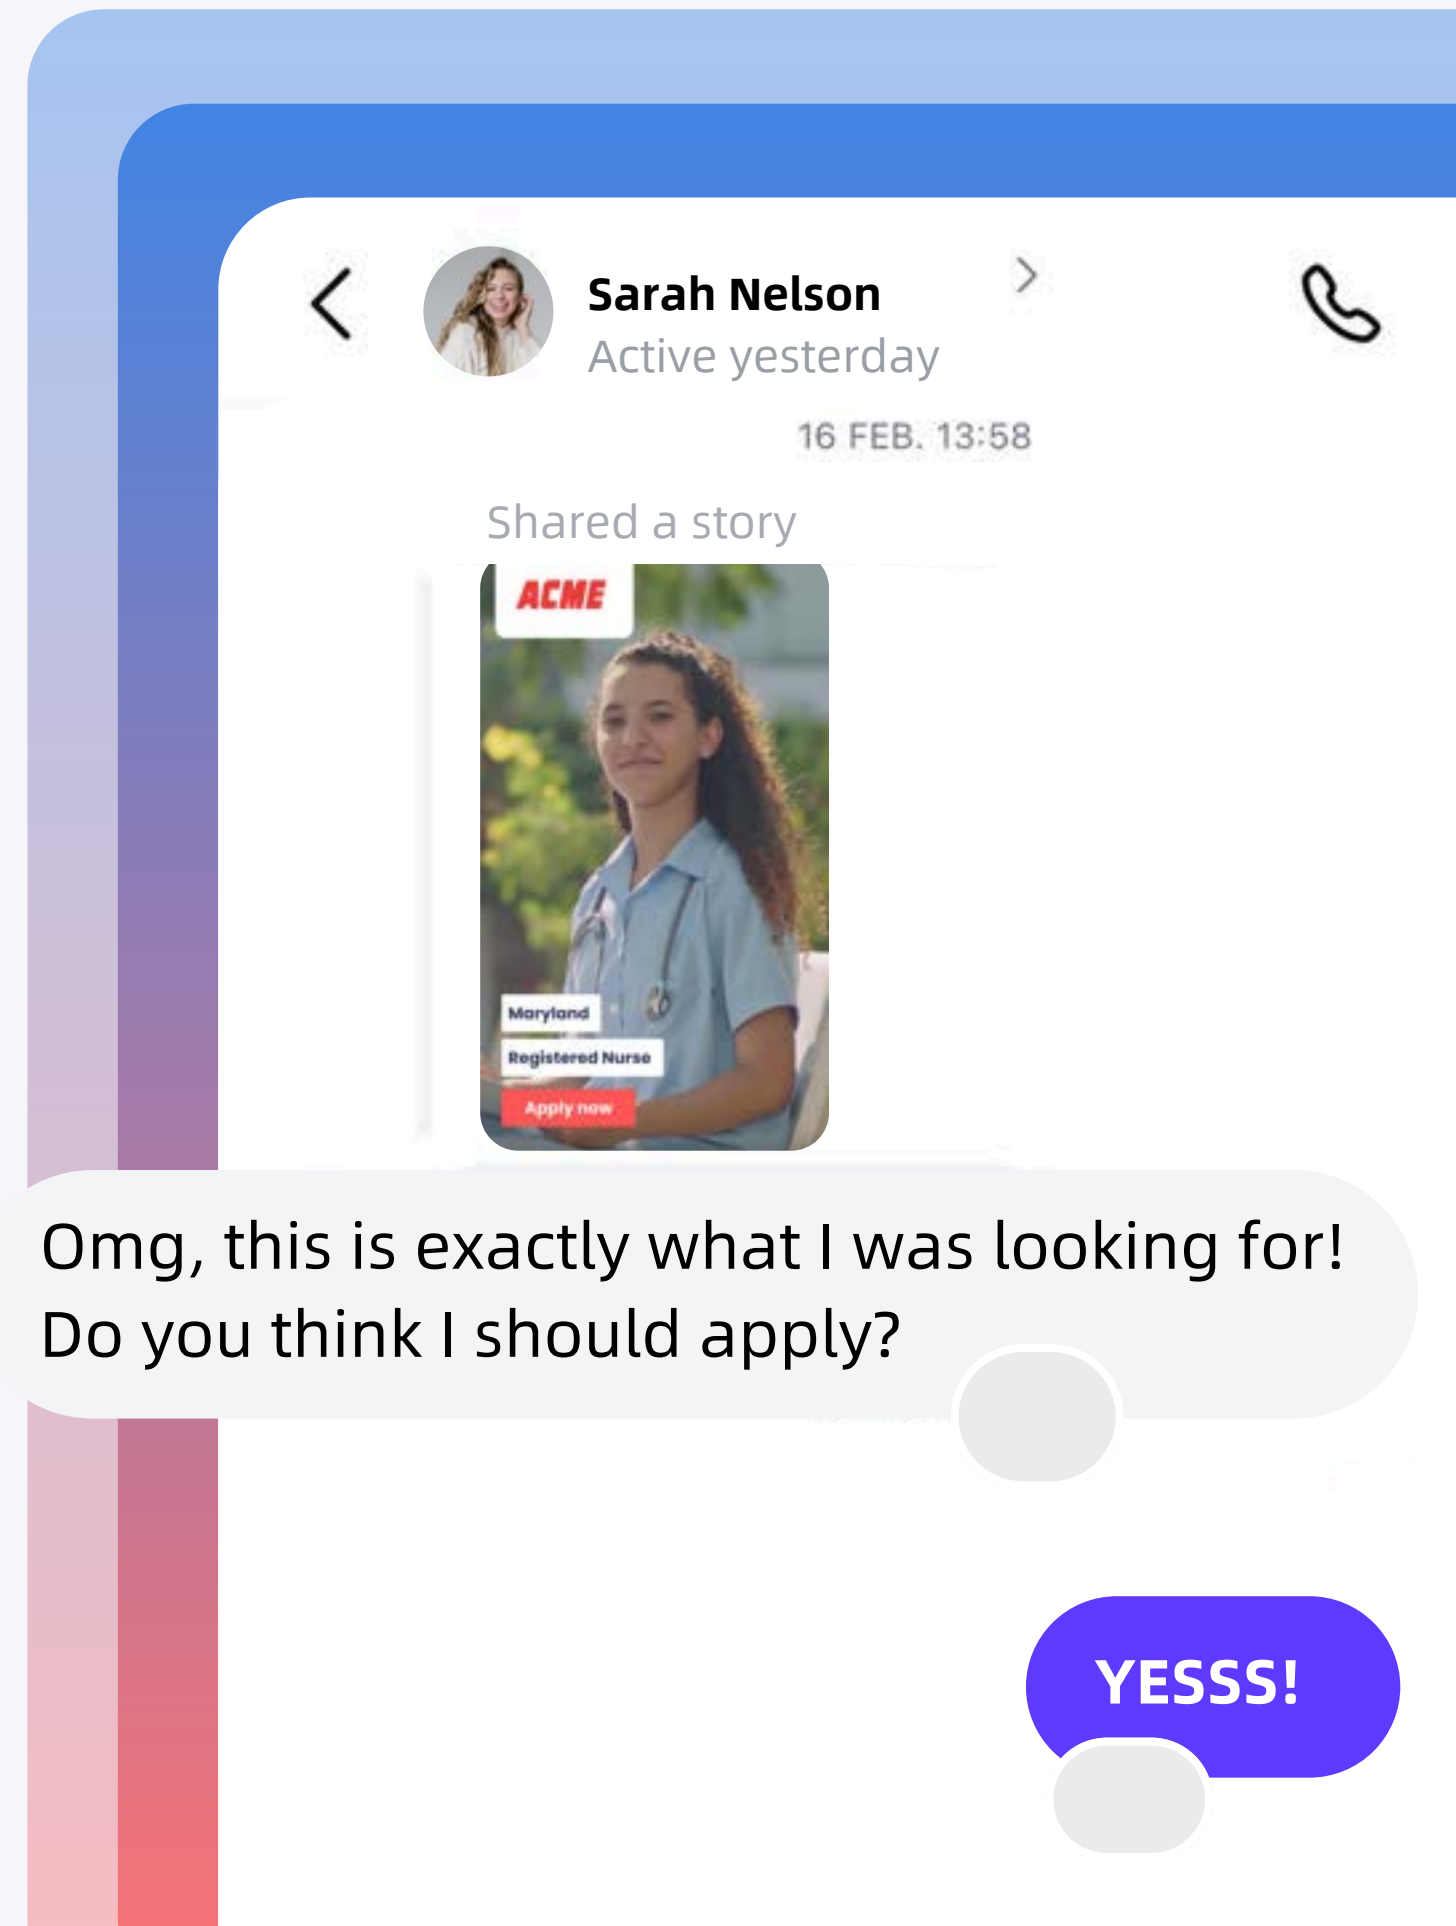 Sarah Nelson
Active yesterday
16 FEB. 13:58
Shared a story
ACME
Maryland
Registered Nurse
Apply now
Omg, this is exactly what I was looking for!
Do you think I should apply?
YESSS!